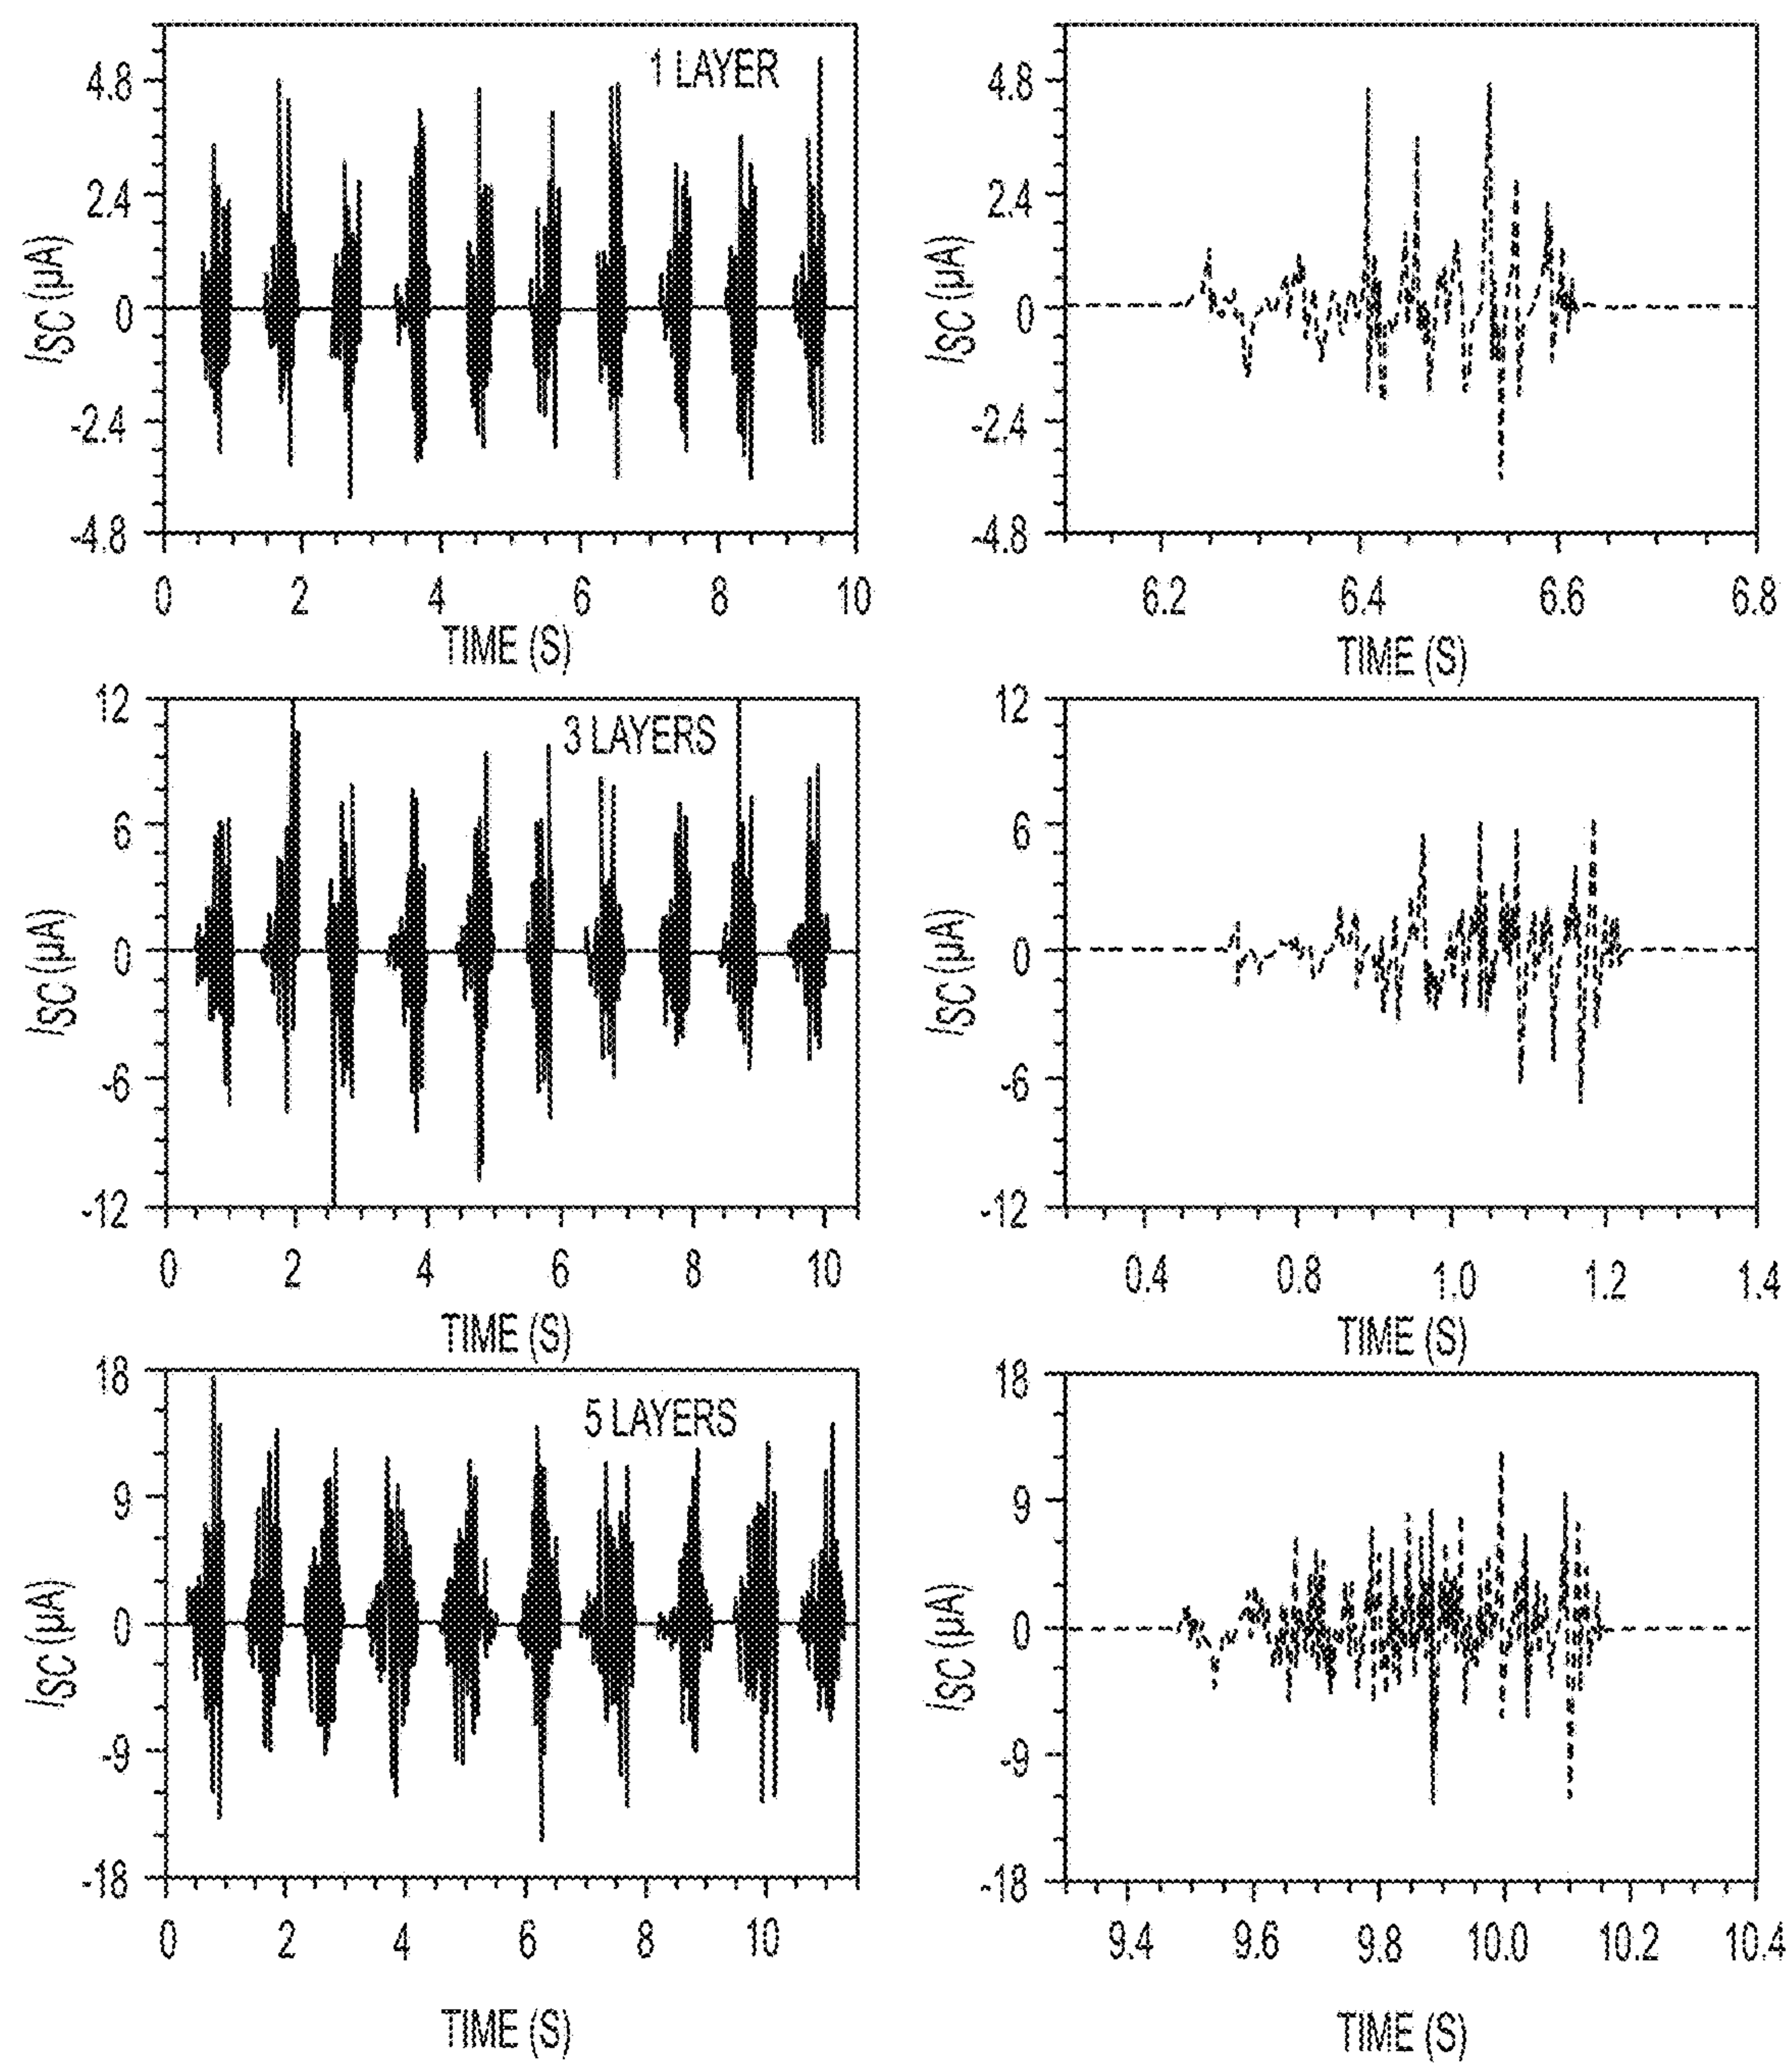 1 LAYER
4.8
2.4
0
-2.4
-4.8
ISC (µA)
0 2 4 6 8 10
TIME (S)
4.8
2.4
0
-2.4
-4.8
ISC (µA)
6.2 6.4 6.6 6.8
TIME (S)
3 LAYERS
12
6
0
-6
-12
ISC (µA)
0 2 4 6 8 10
TIME (S)
12
6
0
-6
-12
ISC (µA)
0.4 0.8 1.0 1.2 1.4
TIME (S)
5 LAYERS
18
9
0
-9
-18
ISC (µA)
0 2 4 6 8 10
TIME (S)
18
9
0
-9
-18
ISC (µA)
9.4 9.6 9.8 10.0 10.2 10.4
TIME (S)